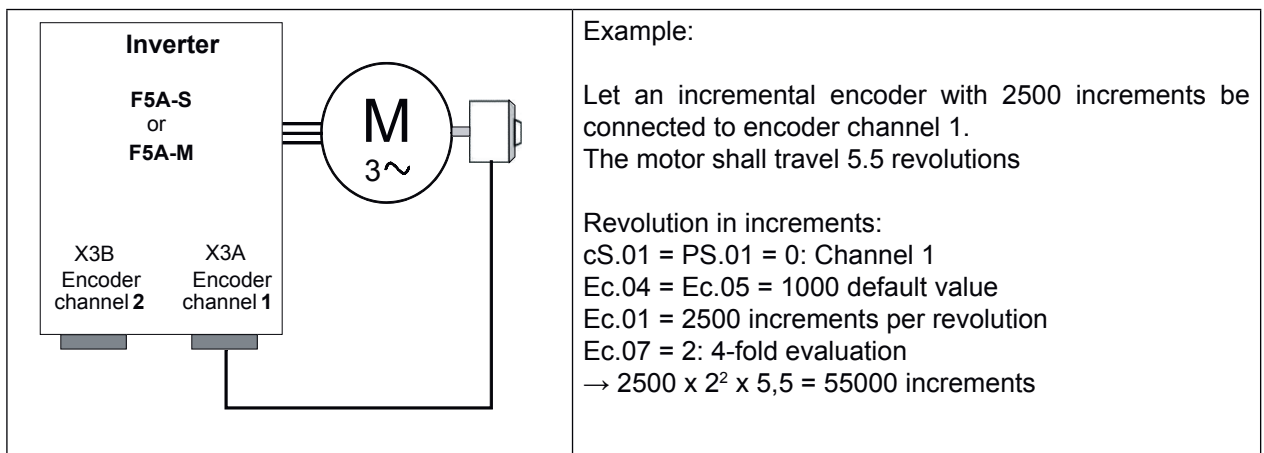 Inverter
F5A-S
or
F5A-M
M
3~
X3B
Encoder
channel 2
X3A
Encoder
channel 1
Example:
Let an incremental encoder with 2500 increments be
connected to encoder channel 1.
The motor shall travel 5.5 revolutions
Revolution in increments:
cS.01 = PS.01 = 0: Channel 1
Ec.04 = Ec.05 = 1000 default value
Ec.01 = 2500 increments per revolution
Ec.07 = 2: 4-fold evaluation
→ 2500 x 2² x 5,5 = 55000 increments